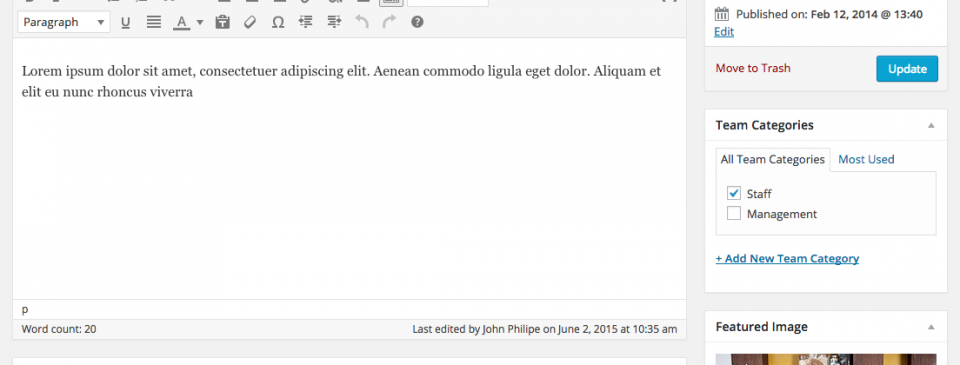 Paragraph
U
A
Ω
Lorem ipsum dolor sit amet, consectetuer adipiscing elit. Aenean commodo ligula eget dolor. Aliquam et
elit eu nunc rhoncus viverra
p
Word count: 20
Last edited by John Philipe on June 2, 2015 at 10:35 am
Published on: Feb 12, 2014 @ 13:40
Edit
Move to Trash
Update
Team Categories
All Team Categories
Most Used
Staff
Management
+ Add New Team Category
Featured Image